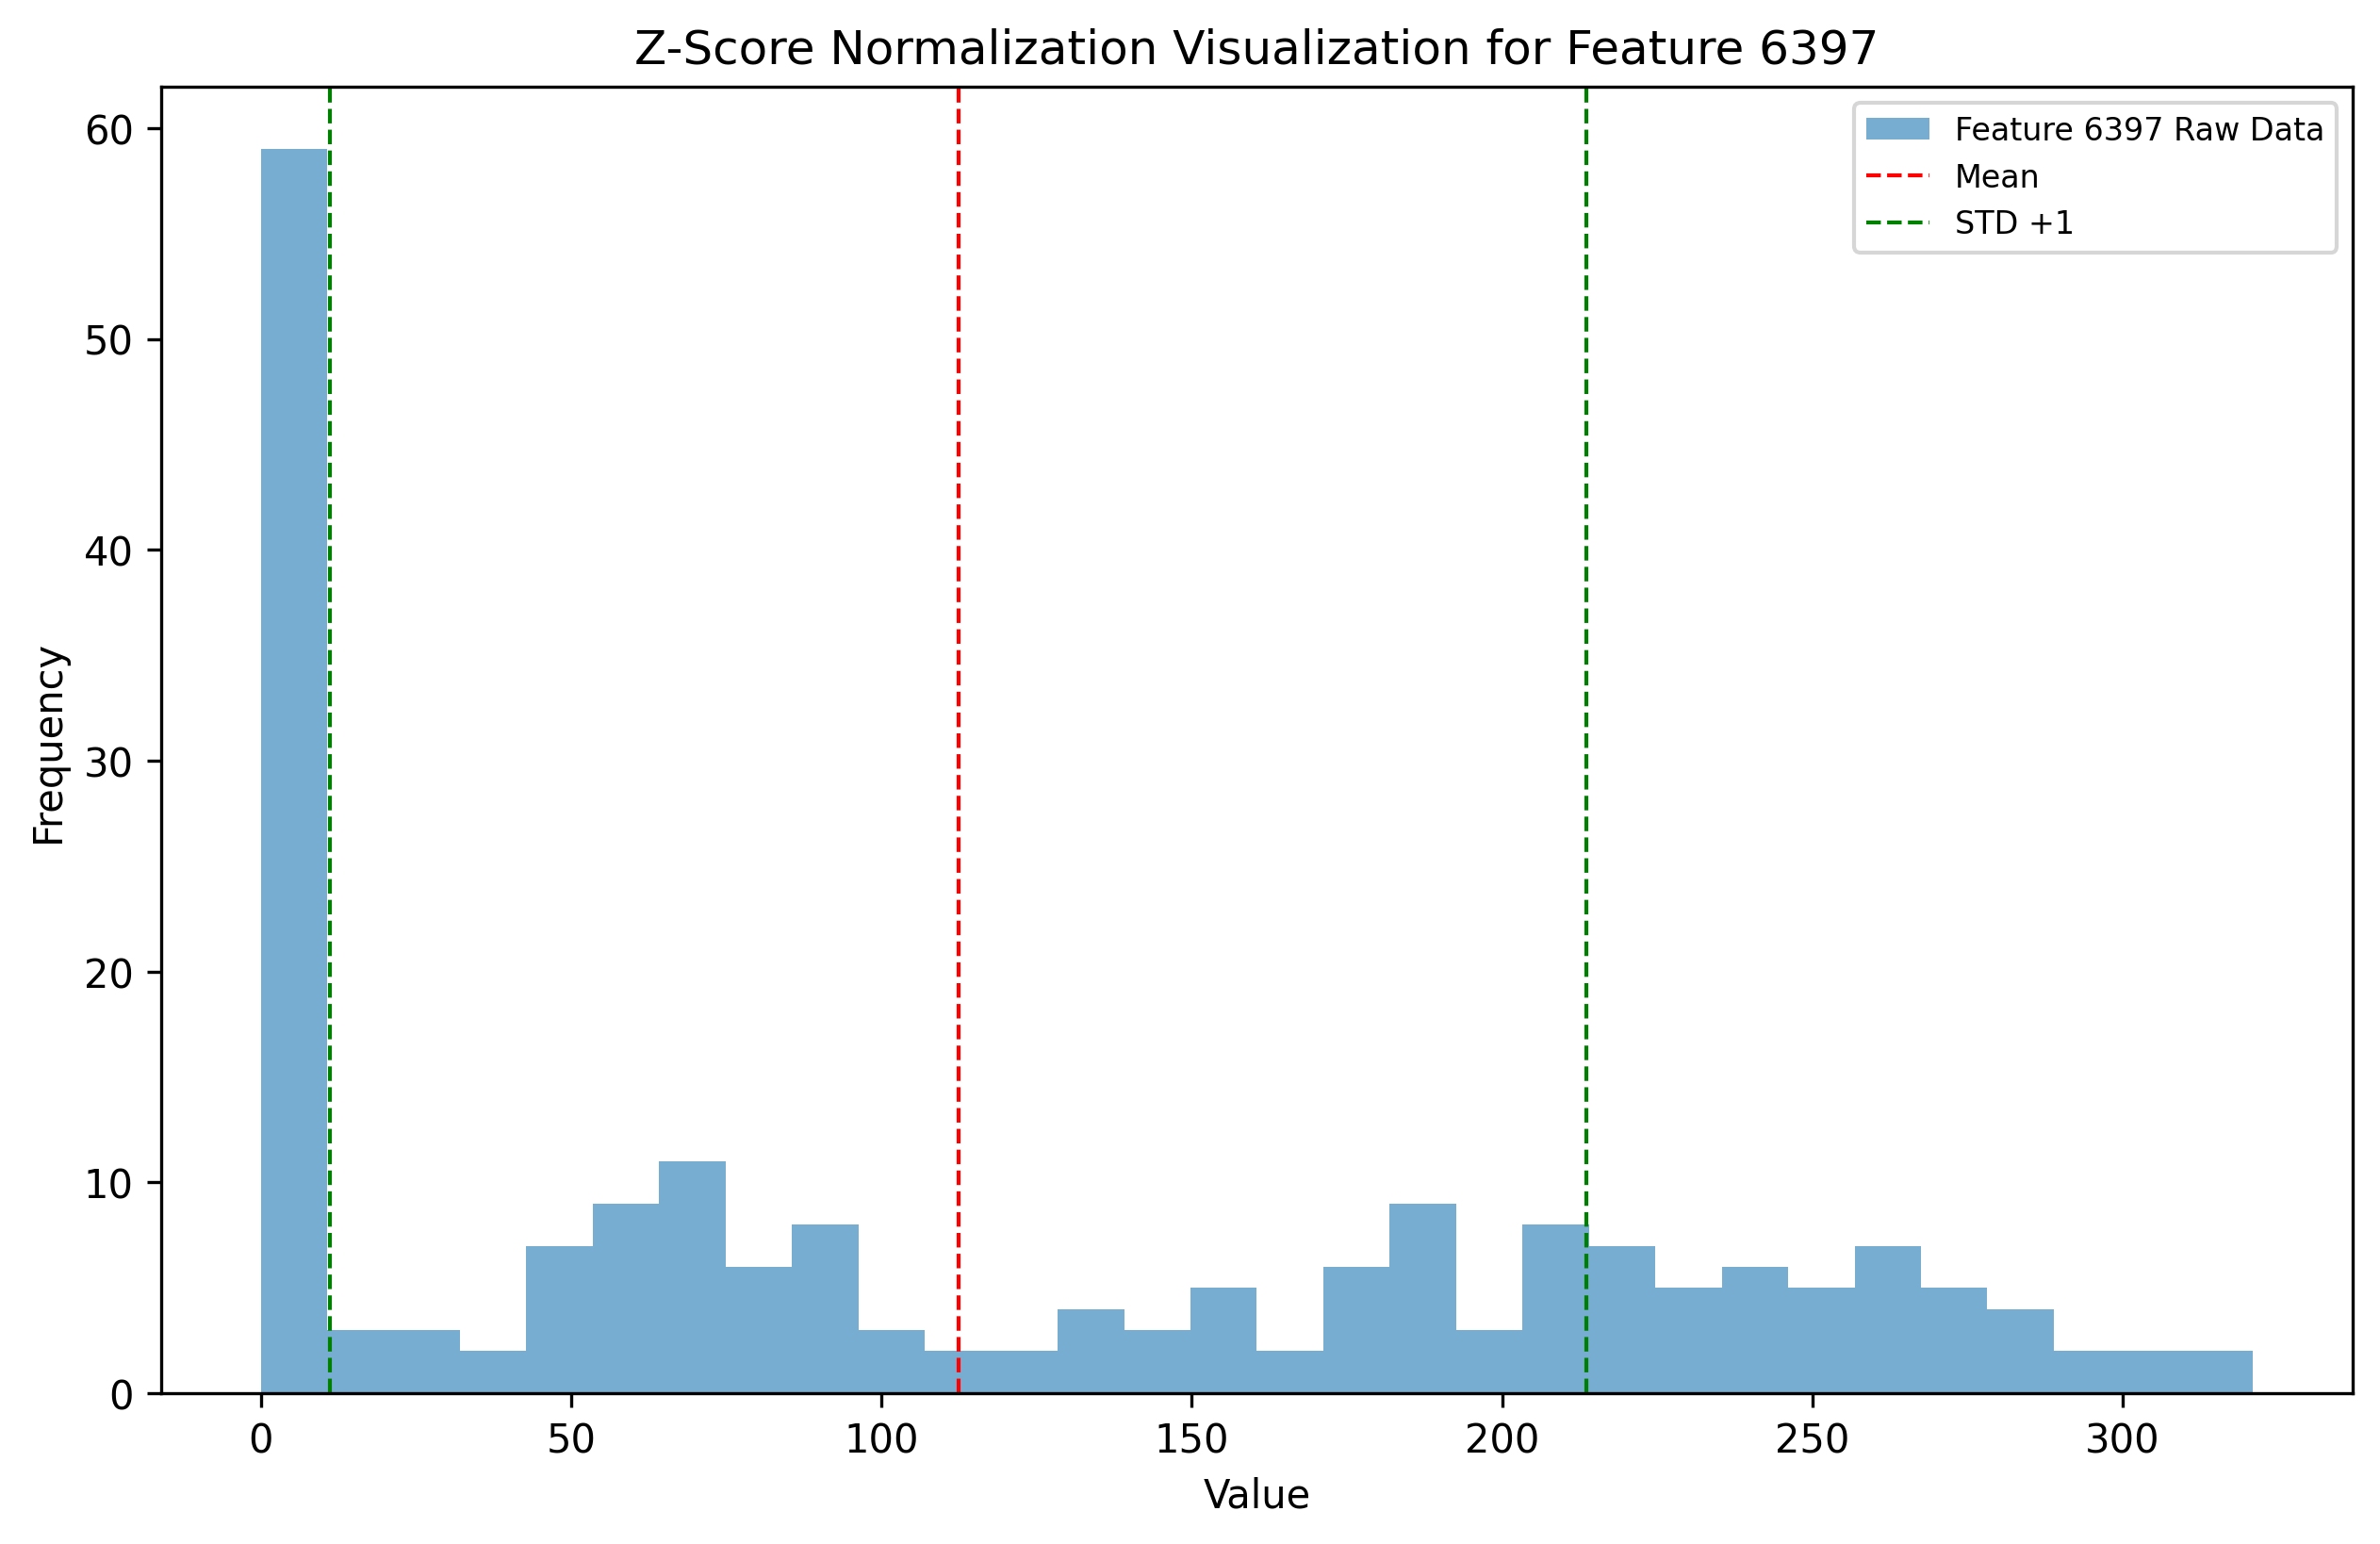 Z-Score Normalization Visualization for Feature 6397
Feature 6397 Raw Data
Mean
STD +1
60
50
40
30
20
10
0
Frequency
0 50 100 150 200 250 300
Value